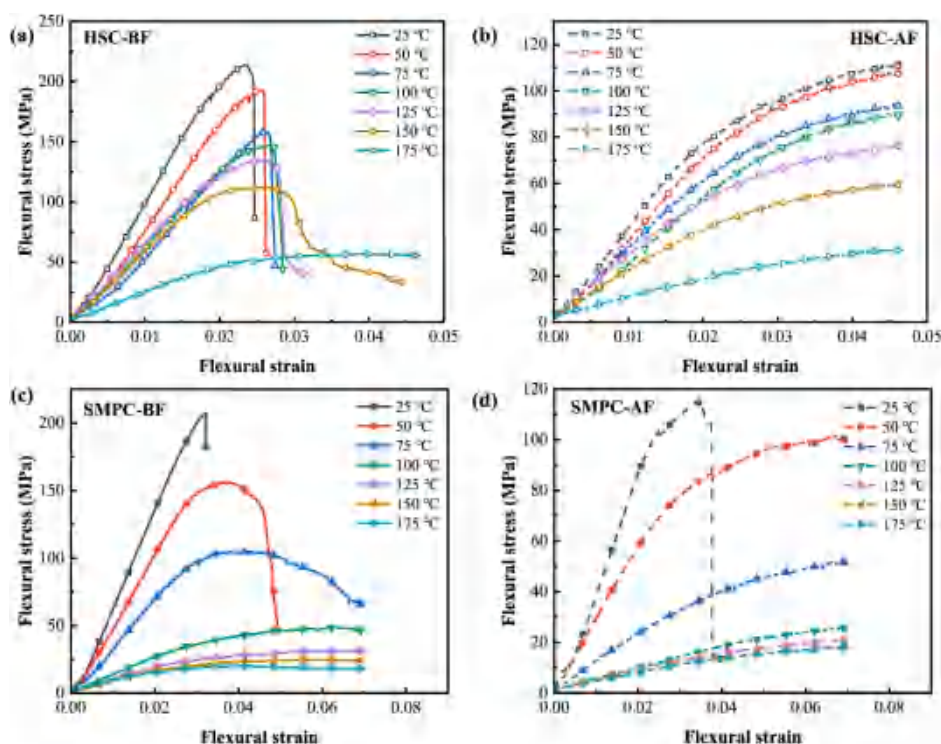 (a)
HSC-BF
25 ℃
50 ℃
75 ℃
100 ℃
125 ℃
150 ℃
175 ℃
Flexural stress (MPa)
250
200
150
100
50
0
0.00 0.01 0.02 0.03 0.04 0.05
Flexural strain
(b)
HSC-AF
25 ℃
50 ℃
75 ℃
100 ℃
125 ℃
150 ℃
175 ℃
Flexural stress (MPa)
120
100
80
60
40
20
0
0.00 0.01 0.02 0.03 0.04 0.05
Flexural strain
(c)
SMPC-BF
25 ℃
50 ℃
75 ℃
100 ℃
125 ℃
150 ℃
175 ℃
Flexural stress (MPa)
200
150
100
50
0
0.00 0.02 0.04 0.06 0.08
Flexural strain
(d)
SMPC-AF
25 ℃
50 ℃
75 ℃
100 ℃
125 ℃
150 ℃
175 ℃
Flexural stress (MPa)
120
100
80
60
40
20
0
0.00 0.02 0.04 0.06 0.08
Flexural strain